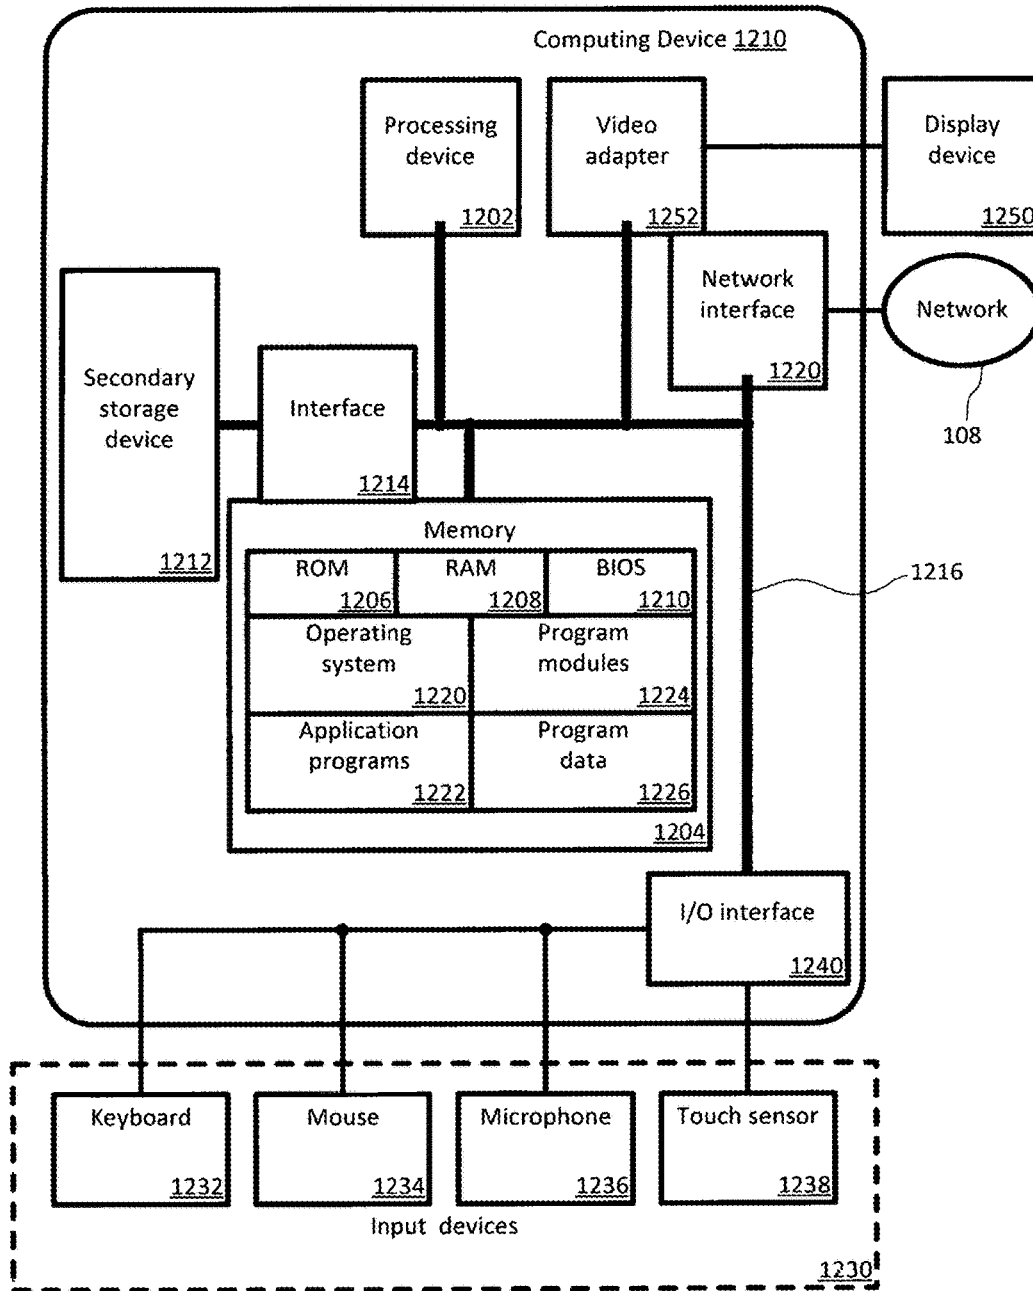 Computing Device 1210
Processing
device
1202
Video
adapter
1252
Display
device
1250
Network
interface
1220
Network
108
Secondary
storage
device
1212
Interface
1214
1216
Memory
ROM
1206
RAM
1208
BIOS
1210
Operating
system
1220
Program
modules
1224
Application
programs
1222
Program
data
1226
1204
I/O interface
1240
Keyboard
1232
Mouse
1234
Microphone
1236
Touch sensor
1238
Input devices
1230